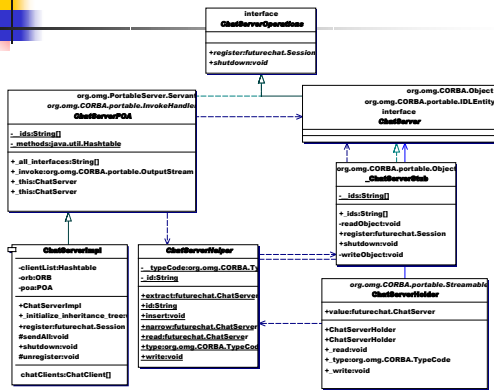 interface
ChatServerOperations
+register:futurechat.Session
+shutdown:void
org.omg.PortableServer.Servant
org.omg.CORBA.portable.InvokeHandler
ChatServerPOA
-__ids:String[]
-_methods:java.util.Hashtable
+_all_interfaces:String[]
+_invoke:org.omg.CORBA.portable.OutputStream
+_this:ChatServer
+_this:ChatServer
org.omg.CORBA.Object
org.omg.CORBA.portable.IDLEntity
interface
ChatServer
org.omg.CORBA.portable.Object
_ChatServerStub
-__ids:String[]
+_ids:String[]
-readObject:void
+register:futurechat.Session
+shutdown:void
-writeObject:void
ChatServerImpl
-clientList:Hashtable
-orb:ORB
-poa:POA
+ChatServerImpl
+_initialize_inheritance_tree:
+register:futurechat.Session
#sendAll:void
+shutdown:void
#unregister:void
chatClients:ChatClient[]
ChatServerHelper
-__typeCode:org.omg.CORBA.Ty
-_id:String
+extract:futurechat.ChatServer
+id:String
+insert:void
+narrow:futurechat.ChatServer
+read:futurechat.ChatServer
+type:org.omg.CORBA.TypeCod
+write:void
org.omg.CORBA.portable.Streamable
ChatServerHolder
+value:futurechat.ChatServer
+ChatServerHolder
+ChatServerHolder
+_read:void
+_type:org.omg.CORBA.TypeCode
+_write:void